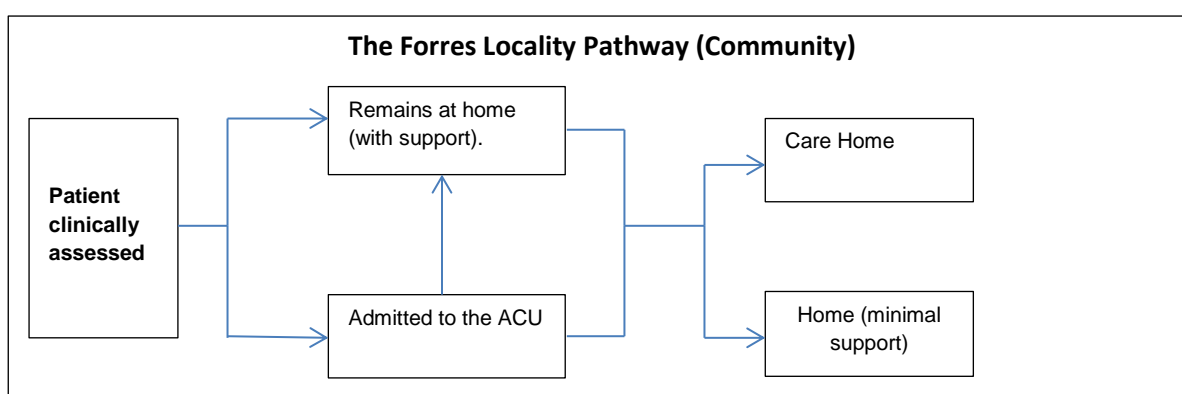 The Forres Locality Pathway (Community)
Patient
clinically
assessed
Remains at home
(with support).
Admitted to the ACU
Care Home
Home (minimal
support)